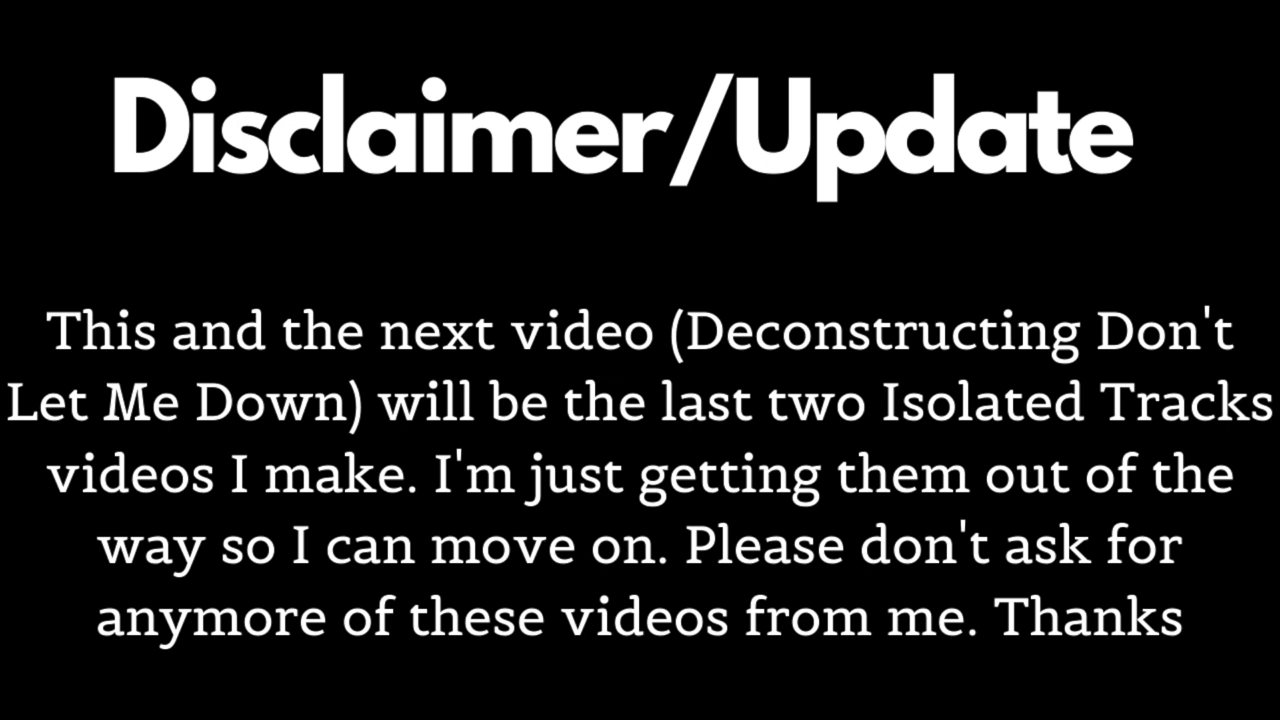 Disclaimer/Update
This and the next video (Deconstructing Don't
Let Me Down) will be the last two Isolated Tracks
videos I make. I'm just getting them out of the
way so I can move on. Please don't ask for
anymore of these videos from me. Thanks